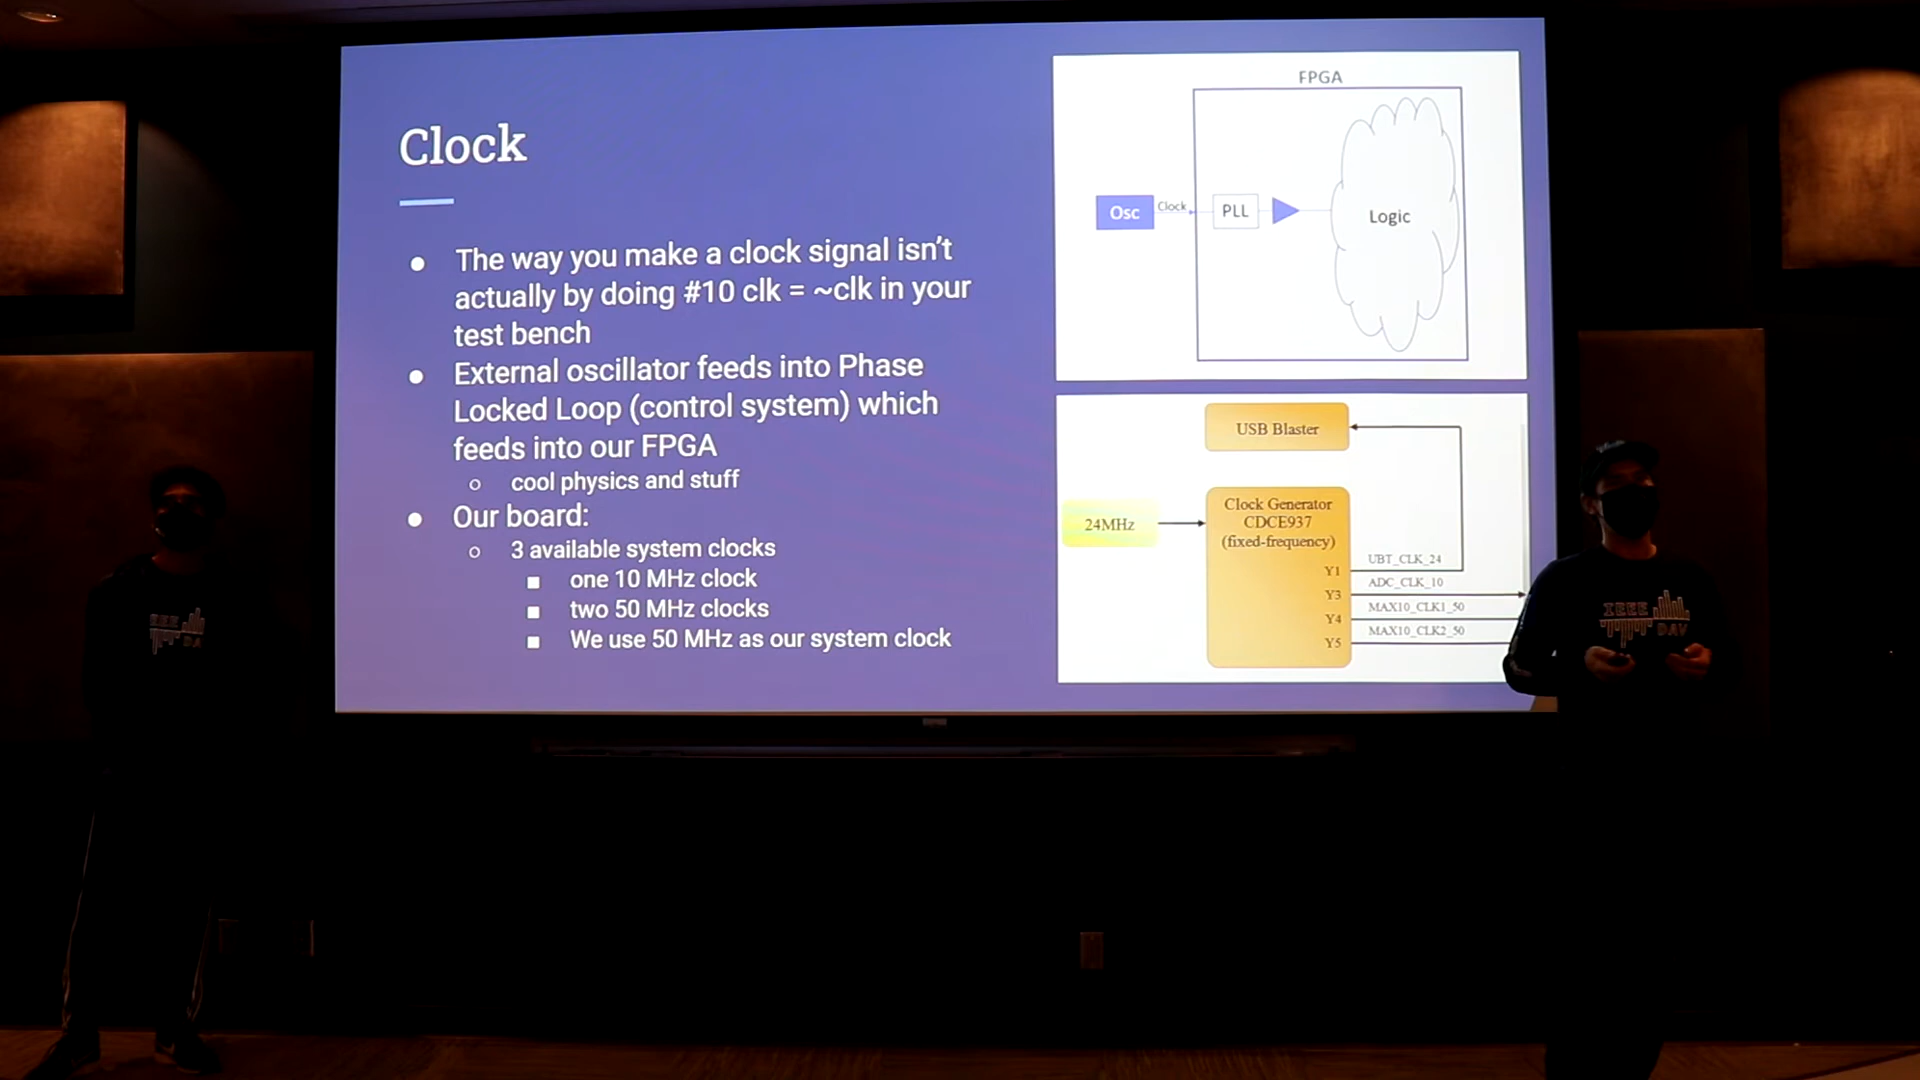 Clock
The way you make a clock signal isn't
actually by doing #10 clk = ~clk in your
test bench
External oscillator feeds into Phase
Locked Loop (control system) which
feeds into our FPGA
cool physics and stuff
Our board:
3 available system clocks
one 10 MHz clock
two 50 MHz clocks
We use 50 MHz as our system clock
FPGA
Osc
Clock
PLL
Logic
USB Blaster
24MHz
Clock Generator
CDCE937
(fixed-frequency)
UBT_CLK_24
Y1
ADC_CLK_10
Y3
MAX10_CLK1_50
Y4
MAX10_CLK2_50
Y5
IEEE
DA
IEEE
DAV